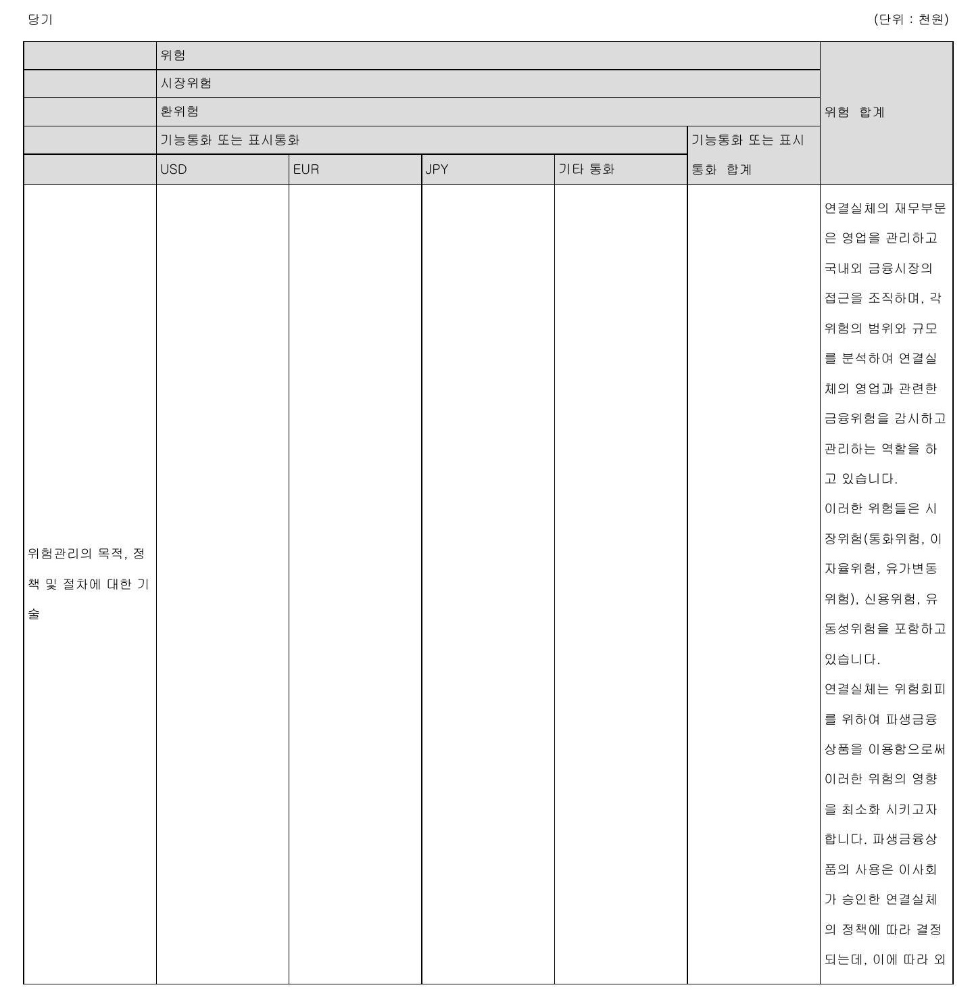 당기 (단위 : 천원)
위험
시장위험
환위험
위험 합계
기능통화 또는 표시통화
기능통화 또는 표시
통화 합계
USD EUR JPY 기타 통화
위험관리의 목적, 정
책 및 절차에 대한 기
술
연결실체의 재무부문
은 영업을 관리하고
국내외 금융시장의
접근을 조직하며, 각
위험의 범위와 규모
를 분석하여 연결실
체의 영업과 관련한
금융위험을 감시하고
관리하는 역할을 하
고 있습니다.
이러한 위험들은 시
장위험(통화위험, 이
자율위험, 유가변동
위험), 신용위험, 유
동성위험을 포함하고
있습니다.
연결실체는 위험회피
를 위하여 파생금융
상품을 이용함으로써
이러한 위험의 영향
을 최소화 시키고자
합니다. 파생금융상
품의 사용은 이사회
가 승인한 연결실체
의 정책에 따라 결정
되는데, 이에 따라 외